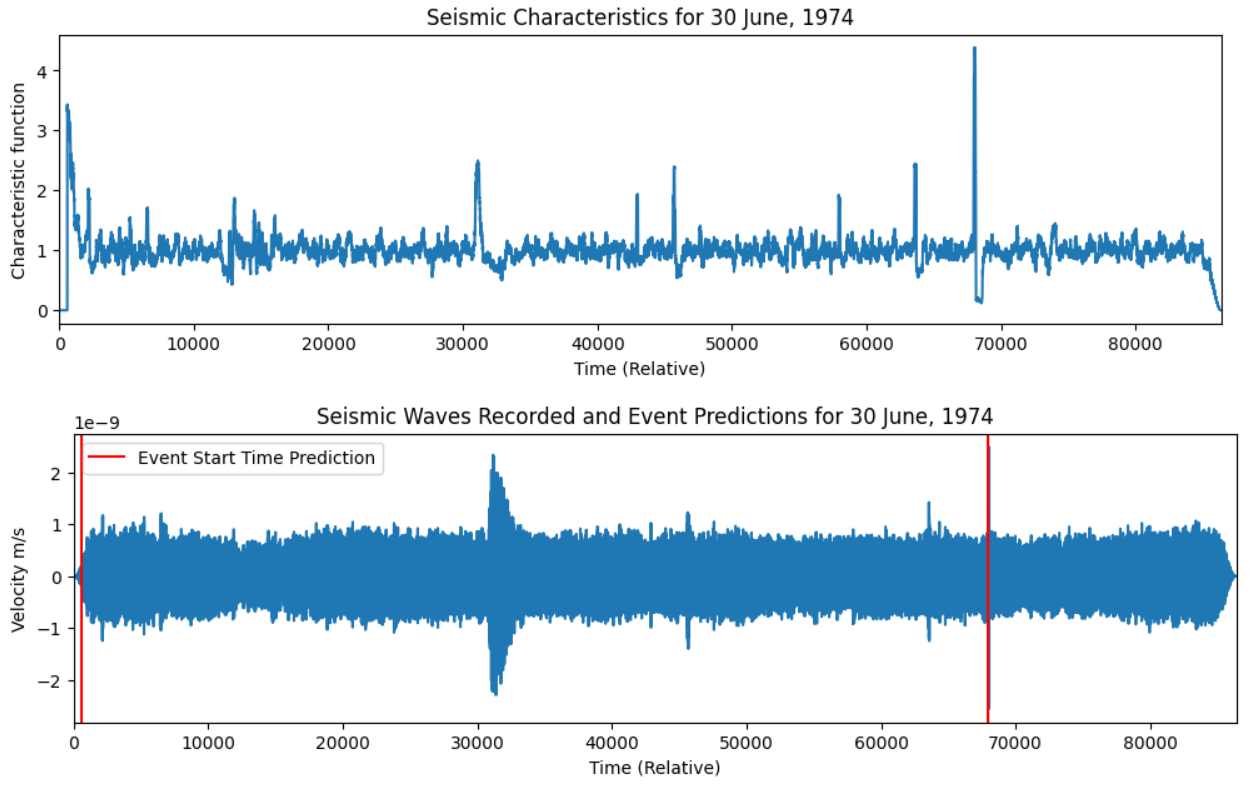 Seismic Characteristics for 30 June, 1974
Characteristic function
4
3
2
1
0
0 10000 20000 30000 40000 50000 60000 70000 80000
Time (Relative)
Seismic Waves Recorded and Event Predictions for 30 June, 1974
1e−9
Event Start Time Prediction
Velocity m/s
2
1
0
−1
−2
0 10000 20000 30000 40000 50000 60000 70000 80000
Time (Relative)